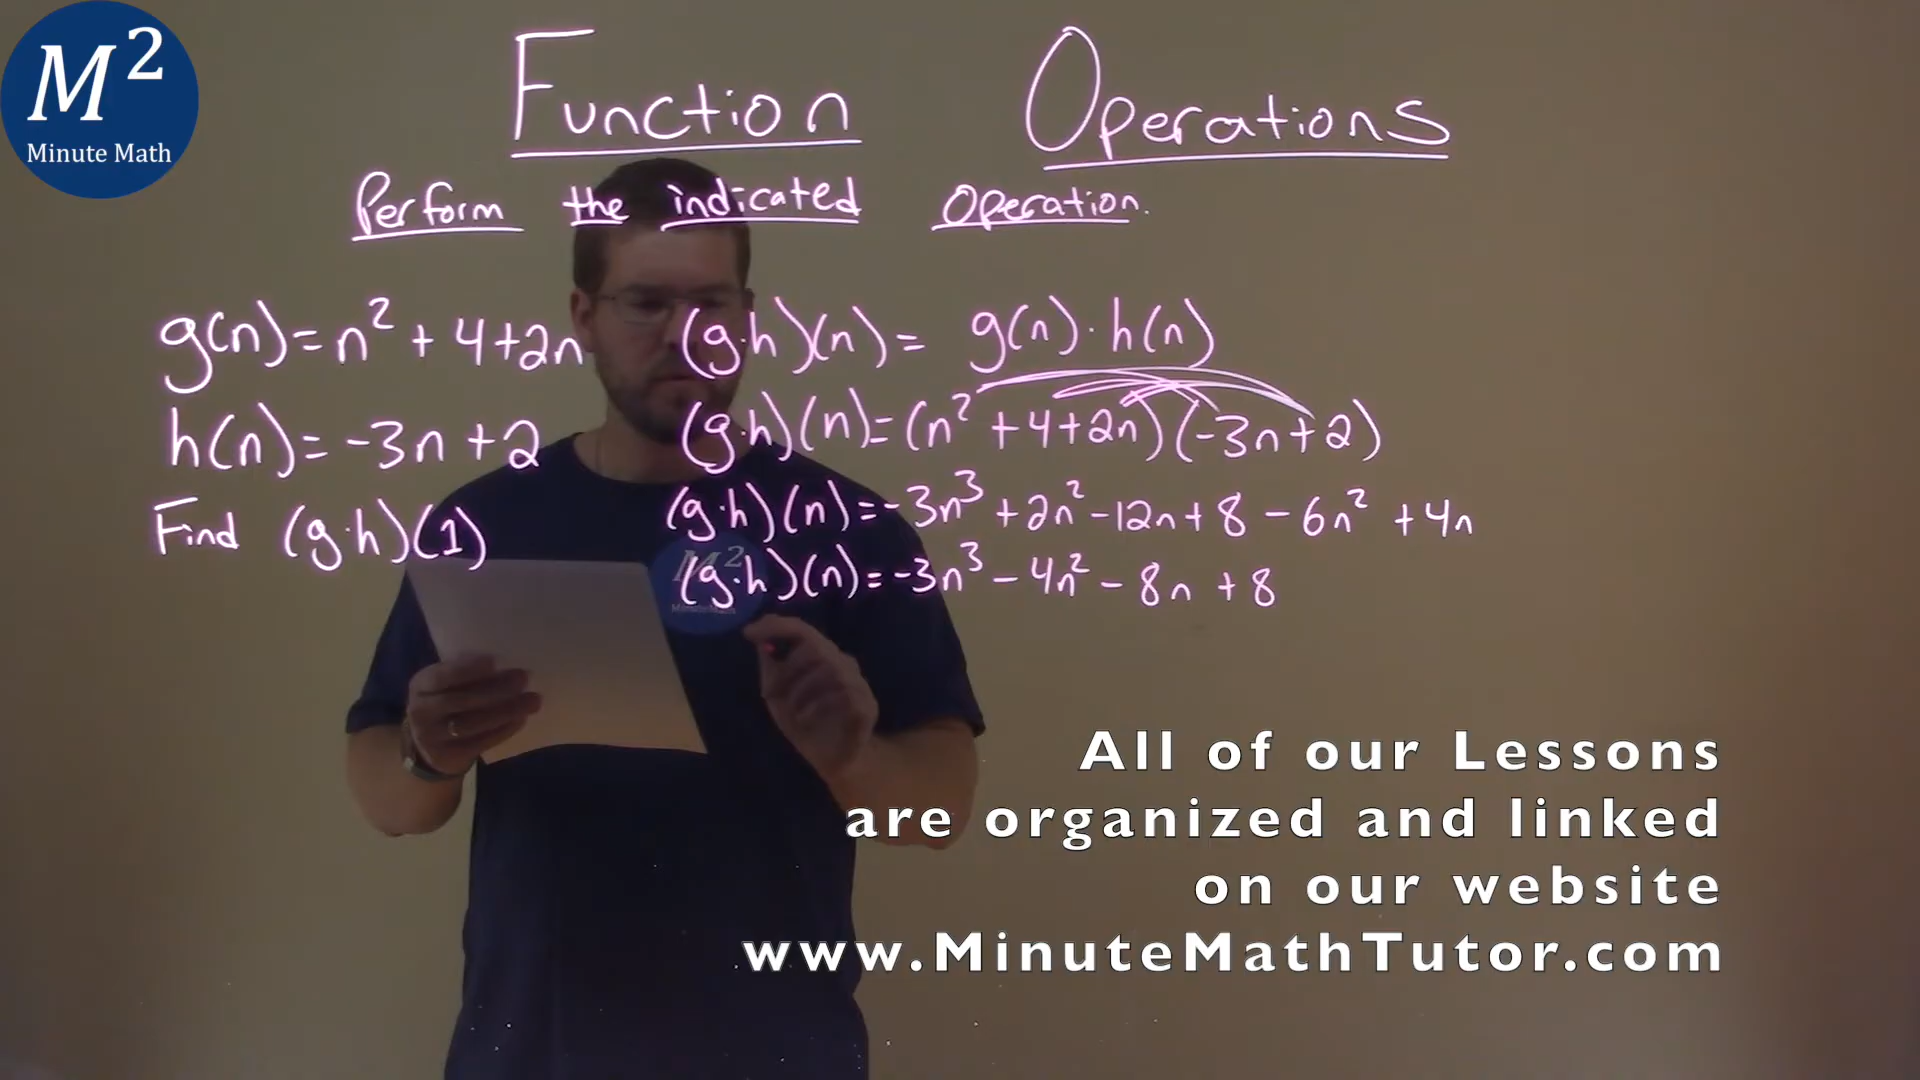 M²
Minute Math
Function Operations
Perform the indicated operation.
g(n)=n²+4+2n
h(n)=-3n+2
Find (g·h)(1)
(g·h)(n)= g(n)·h(n)
(g·h)(n)=(n²+4+2n)(-3n+2)
(g·h)(n)=-3n³+2n²-12n+8-6n²+4n
(g·h)(n)=-3n³-4n²-8n+8
M²
MinuteMath
All of our Lessons
are organized and linked
on our website
www.MinuteMathTutor.com